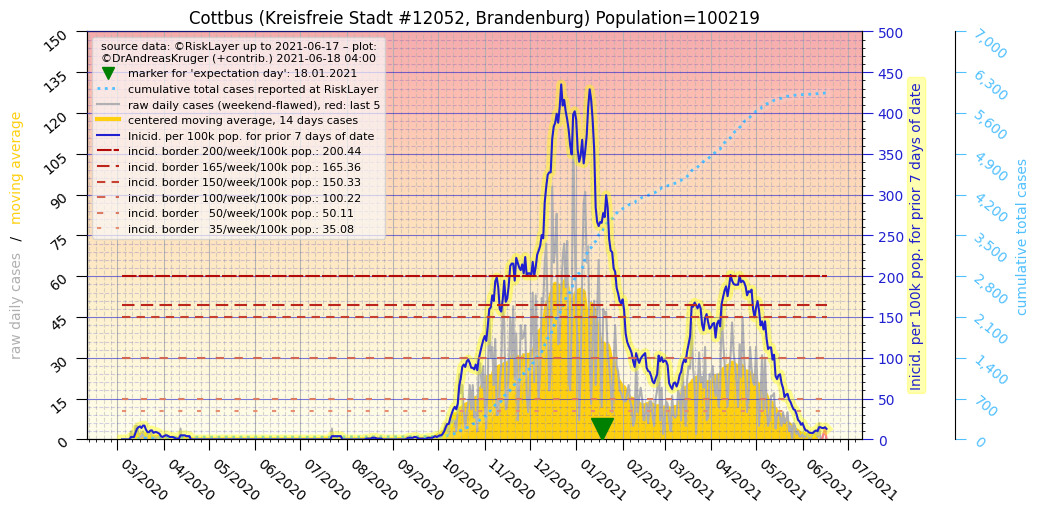 Cottbus (Kreisfreie Stadt #12052, Brandenburg) Population=100219
source data: ©RiskLayer up to 2021-06-17 – plot:
©DrAndreasKruger (+contrib.) 2021-06-18 04:00
marker for 'expectation day': 18.01.2021
cumulative total cases reported at RiskLayer
raw daily cases (weekend-flawed), red: last 5
centered moving average, 14 days cases
Inicid. per 100k pop. for prior 7 days of date
incid. border 200/week/100k pop.: 200.44
incid. border 165/week/100k pop.: 165.36
incid. border 150/week/100k pop.: 150.33
incid. border 100/week/100k pop.: 100.22
incid. border   50/week/100k pop.: 50.11
incid. border   35/week/100k pop.: 35.08
raw daily cases   /   moving average
150
135
120
105
90
75
60
45
30
15
0
500
450
400
350
300
250
200
150
100
50
0
Inicid. per 100k pop. for prior 7 days of date
7,000
6,300
5,600
4,900
4,200
3,500
2,800
2,100
1,400
700
0
cumulative total cases
03/2020
04/2020
05/2020
06/2020
07/2020
08/2020
09/2020
10/2020
11/2020
12/2020
01/2021
02/2021
03/2021
04/2021
05/2021
06/2021
07/2021